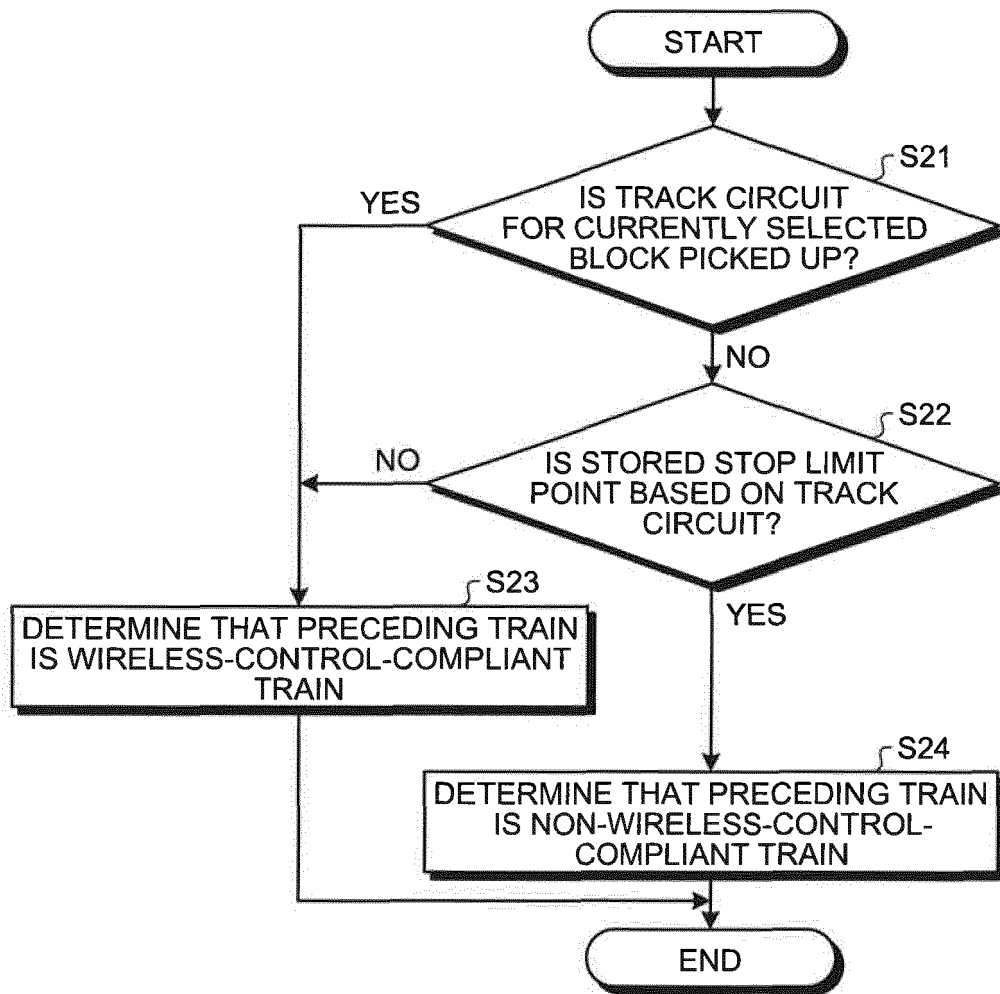 START
S21
YES
IS TRACK CIRCUIT
FOR CURRENTLY SELECTED
BLOCK PICKED UP?
NO
S22
NO
IS STORED STOP LIMIT
POINT BASED ON TRACK
CIRCUIT?
S23
YES
DETERMINE THAT PRECEDING TRAIN
IS WIRELESS-CONTROL-COMPLIANT
TRAIN
S24
DETERMINE THAT PRECEDING TRAIN
IS NON-WIRELESS-CONTROL-
COMPLIANT TRAIN
END